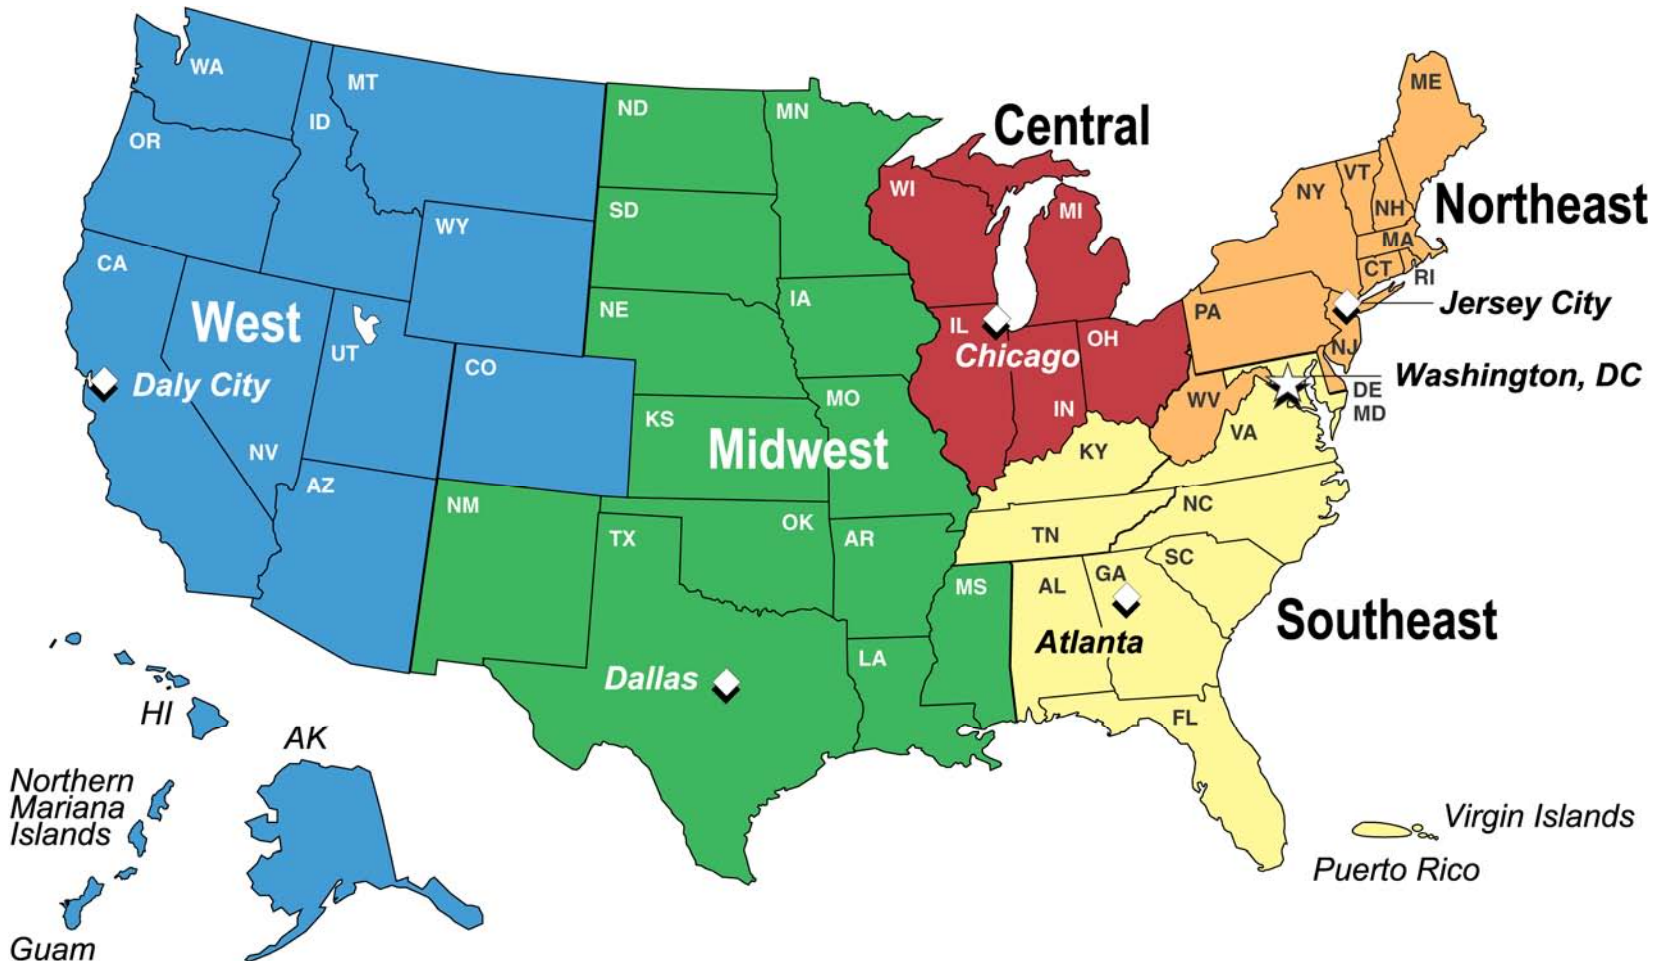 WA
MT
ID
OR
ND
MN
Central
ME
WI
MI
NY
VT
NH
Northeast
MA
CT
RI
SD
WY
CA
West
NE
IA
IL
Chicago
OH
PA
Jersey City
NJ
UT
CO
Daly City
NV
AZ
KS
MO
Midwest
IN
WV
DE
MD
Washington, DC
VA
KY
NM
TX
OK
AR
TN
NC
SC
MS
AL
GA
Atlanta
Southeast
Dallas
LA
FL
HI
AK
Northern
Mariana
Islands
Guam
Virgin Islands
Puerto Rico